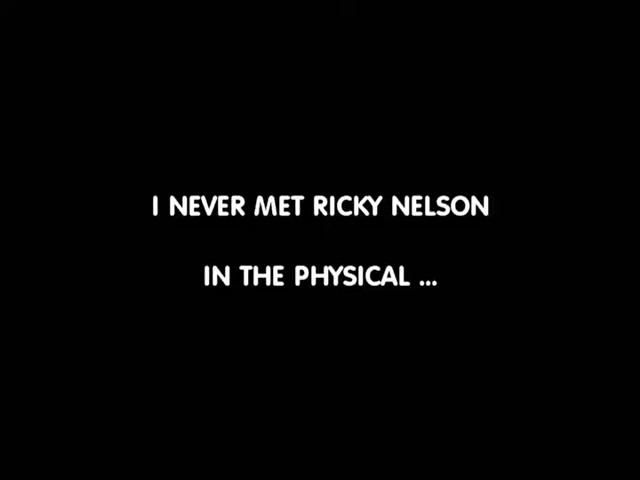 I NEVER MET RICKY NELSON
IN THE PHYSICAL ...